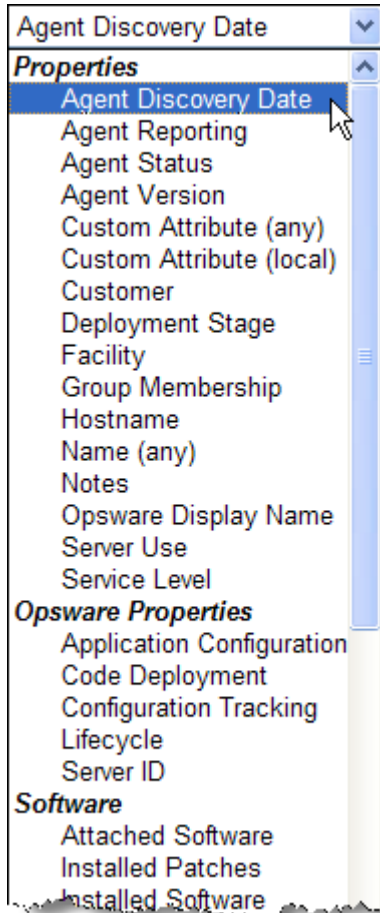 Agent Discovery Date
Properties
Agent Discovery Date
Agent Reporting
Agent Status
Agent Version
Custom Attribute (any)
Custom Attribute (local)
Customer
Deployment Stage
Facility
Group Membership
Hostname
Name (any)
Notes
Opsware Display Name
Server Use
Service Level
Opsware Properties
Application Configuration
Code Deployment
Configuration Tracking
Lifecycle
Server ID
Software
Attached Software
Installed Patches
Installed Software